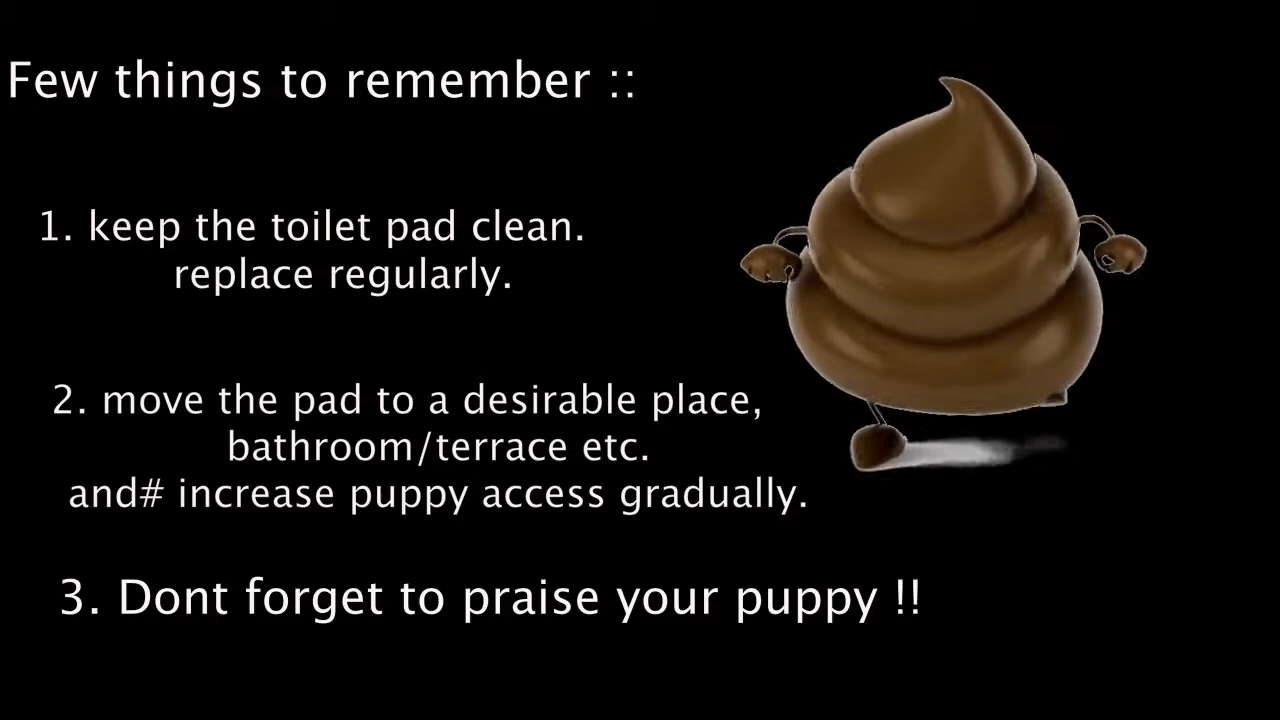 Few things to remember ::
1. keep the toilet pad clean.
replace regularly.
2. move the pad to a desirable place,
bathroom/terrace etc.
and# increase puppy access gradually.
3. Dont forget to praise your puppy !!